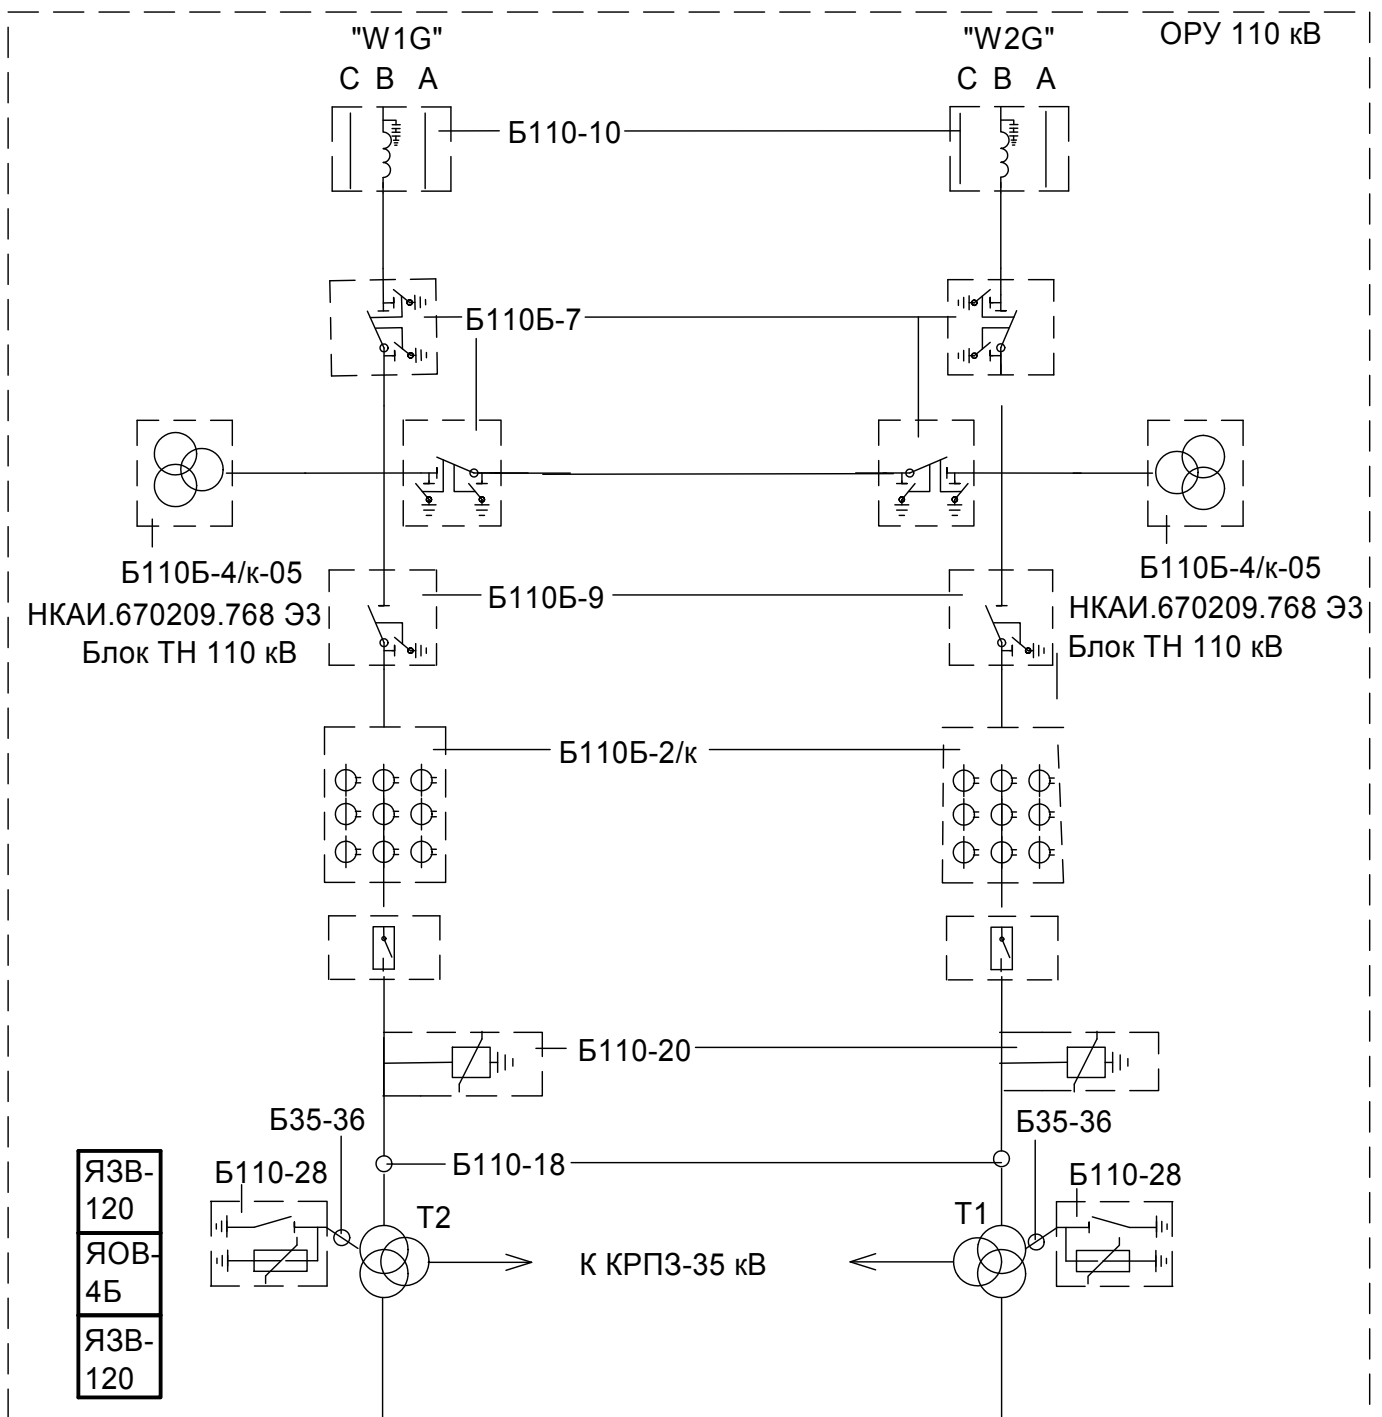 "W1G"
"W2G"
ОРУ 110 кВ
С В А
С В А
Б110-10
Б110Б-7
Б110Б-4/к-05
НКАИ.670209.768 Э3
Блок ТН 110 кВ
Б110Б-4/к-05
НКАИ.670209.768 Э3
Блок ТН 110 кВ
Б110Б-9
Б110Б-2/к
Б110-20
Б35-36
Б35-36
Б110-18
Б110-28
Б110-28
Т2
Т1
К КРПЗ-35 кВ
ЯЗВ-
120
ЯОВ-
4Б
ЯЗВ-
120